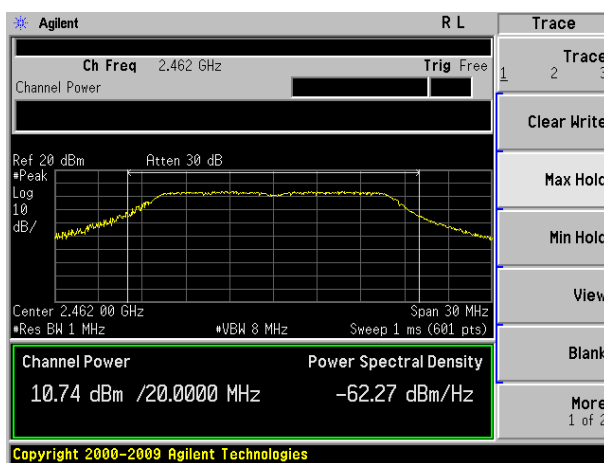 Agilent R L Trace
Ch Freq 2.462 GHz Trig Free
Channel Power
Trace
1 2 3
Clear Write
Max Hold
Min Hold
View
Blank
More
1 of 2
Ref 20 dBm Atten 30 dB
#Peak
Log
10
dB/
Center 2.462 00 GHz Span 30 MHz
#Res BW 1 MHz #VBW 8 MHz Sweep 1 ms (601 pts)
Channel Power Power Spectral Density
10.74 dBm /20.0000 MHz -62.27 dBm/Hz
Copyright 2000-2009 Agilent Technologies